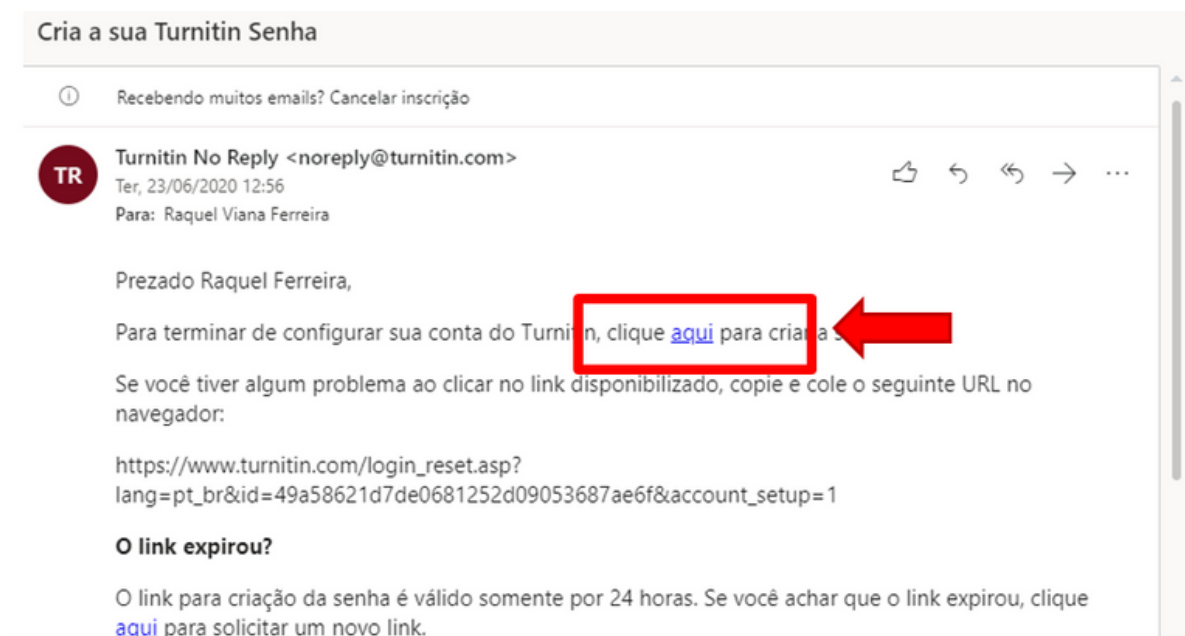 Cria a sua Turnitin Senha
Recebendo muitos emails? Cancelar inscrição
TR
Turnitin No Reply <noreply@turnitin.com>
Ter, 23/06/2020 12:56
Para: Raquel Viana Ferreira
Prezado Raquel Ferreira,
Para terminar de configurar sua conta do Turnitin, clique aqui para criar a
Se você tiver algum problema ao clicar no link disponibilizado, copie e cole o seguinte URL no
navegador:
https://www.turnitin.com/login_reset.asp?
lang=pt_br&id=49a58621d7de0681252d09053687ae6f&account_setup=1
O link expirou?
O link para criação da senha é válido somente por 24 horas. Se você achar que o link expirou, clique
aqui para solicitar um novo link.